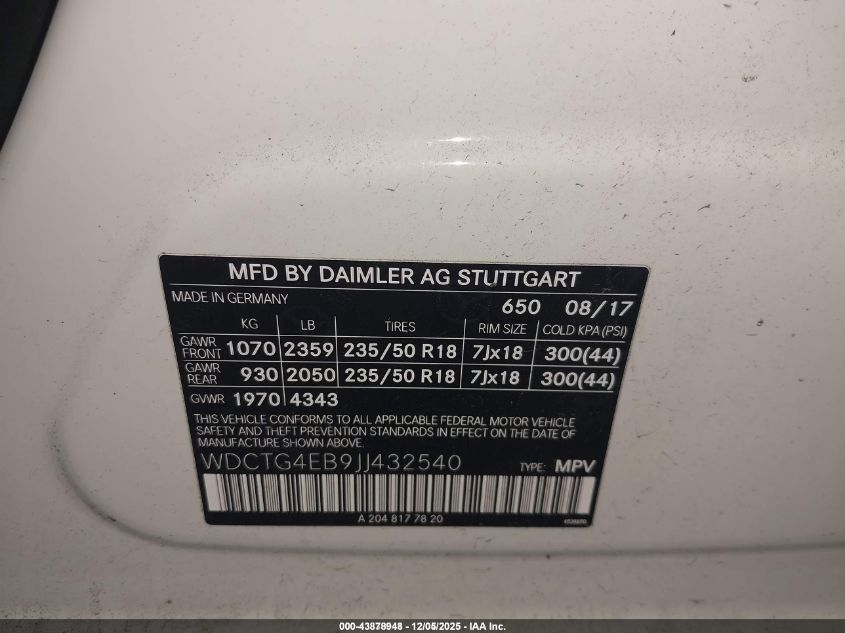 MFD BY DAIMLER AG STUTTGART
MADE IN GERMANY 650 08/17
KG LB TIRES RIM SIZE COLD KPA (PSI)
GAWR FRONT 1070 2359 235/50 R18 7Jx18 300(44)
GAWR REAR 930 2050 235/50 R18 7Jx18 300(44)
GVWR 1970 4343
THIS VEHICLE CONFORMS TO ALL APPLICABLE FEDERAL MOTOR VEHICLE
SAFETY AND THEFT PREVENTION STANDARDS IN EFFECT ON THE DATE OF
MANUFACTURE SHOWN ABOVE.
WDCTG4EB9JJ432540 TYPE: MPV
A 204 817 78 20
000-43878948 - 12/05/2025 - IAA Inc.